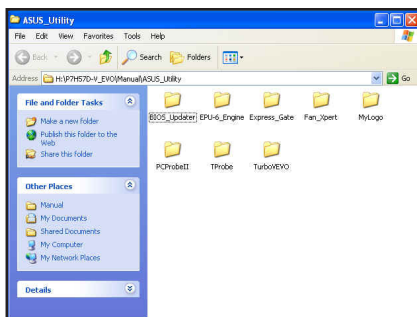 ASUS_Utility
File Edit View Favorites Tools Help
Back Search Folders
Address H:\P7H57D-V_EVO\Manual\ASUS_Utility Go
File and Folder Tasks
Make a new folder
Publish this folder to the Web
Share this folder
Other Places
Manual
My Documents
Shared Documents
My Computer
My Network Places
Details
BIOS_Updater EPU-6_Engine Express_Gate Fan_Xpert MyLogo
PCProbeII TProbe TurboVEVO